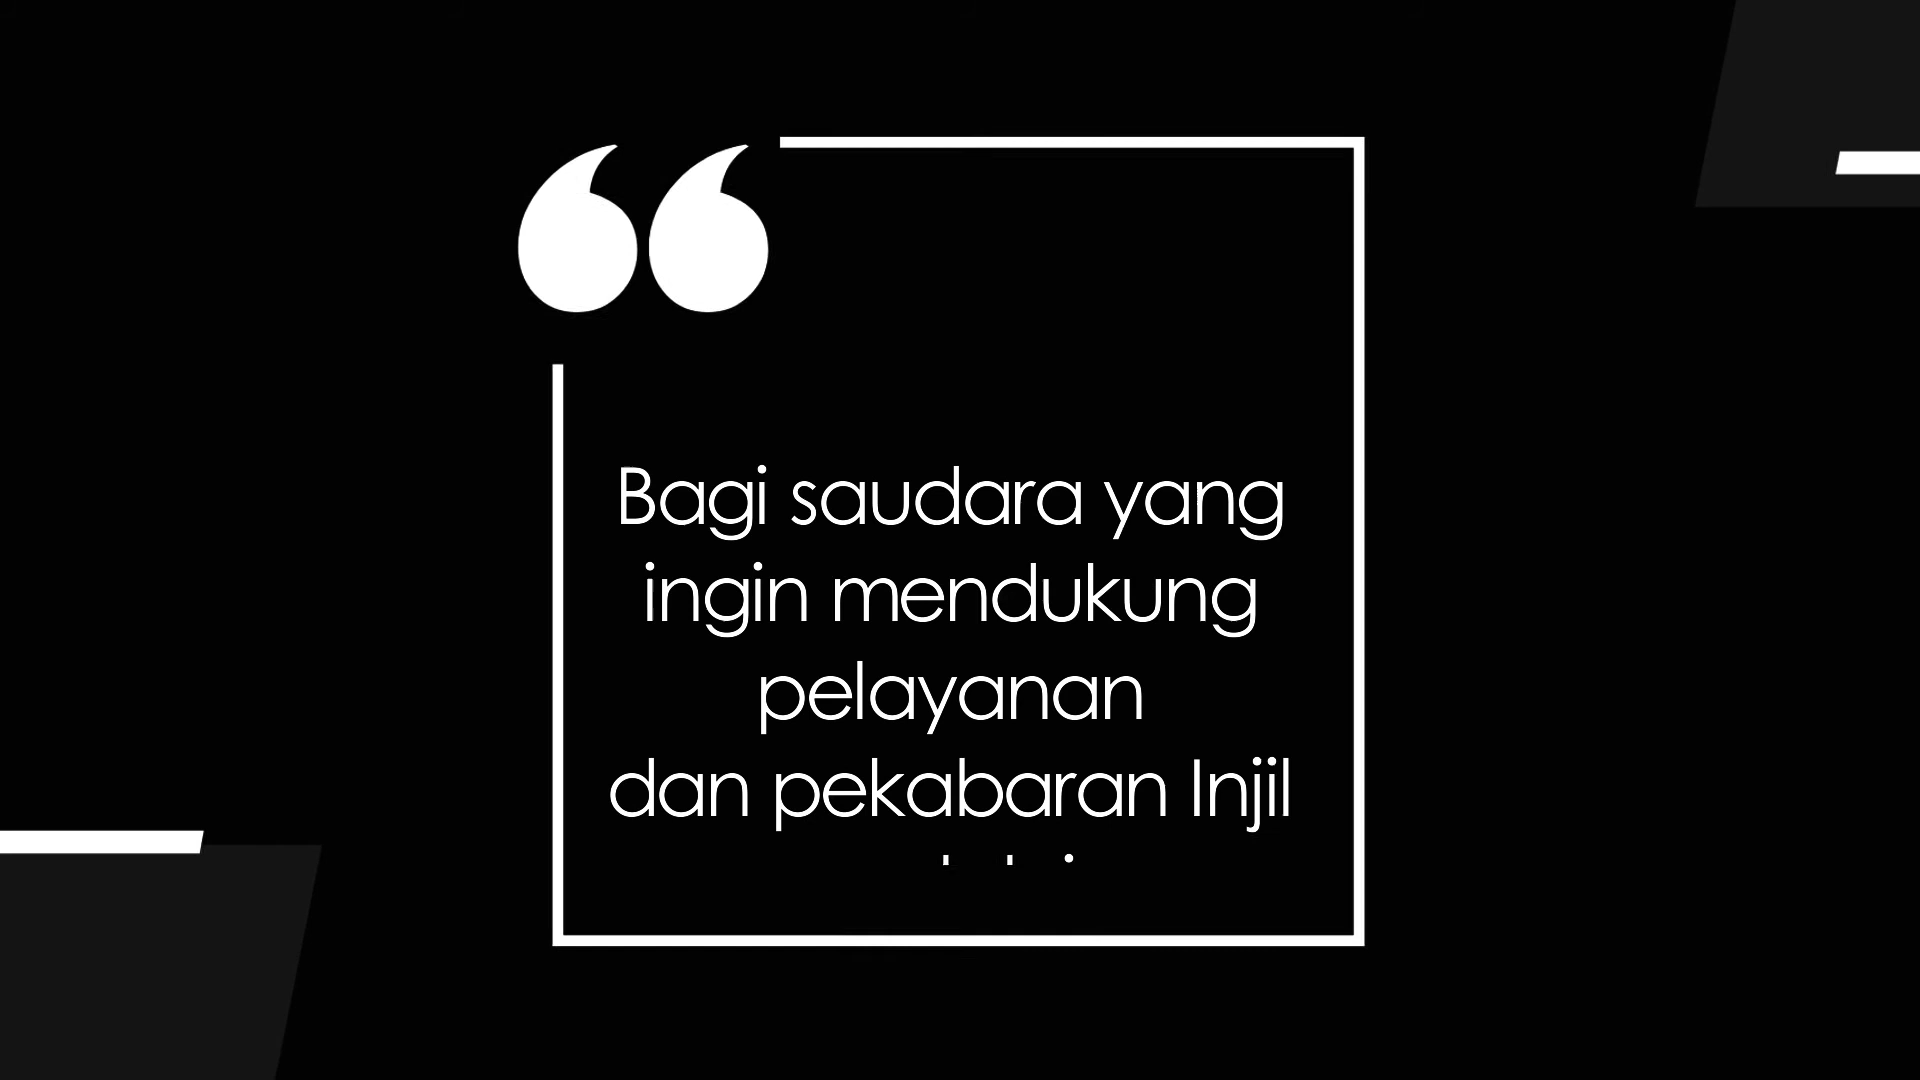 Bagi saudara yang
ingin mendukung
pelayanan
dan pekabaran Injil